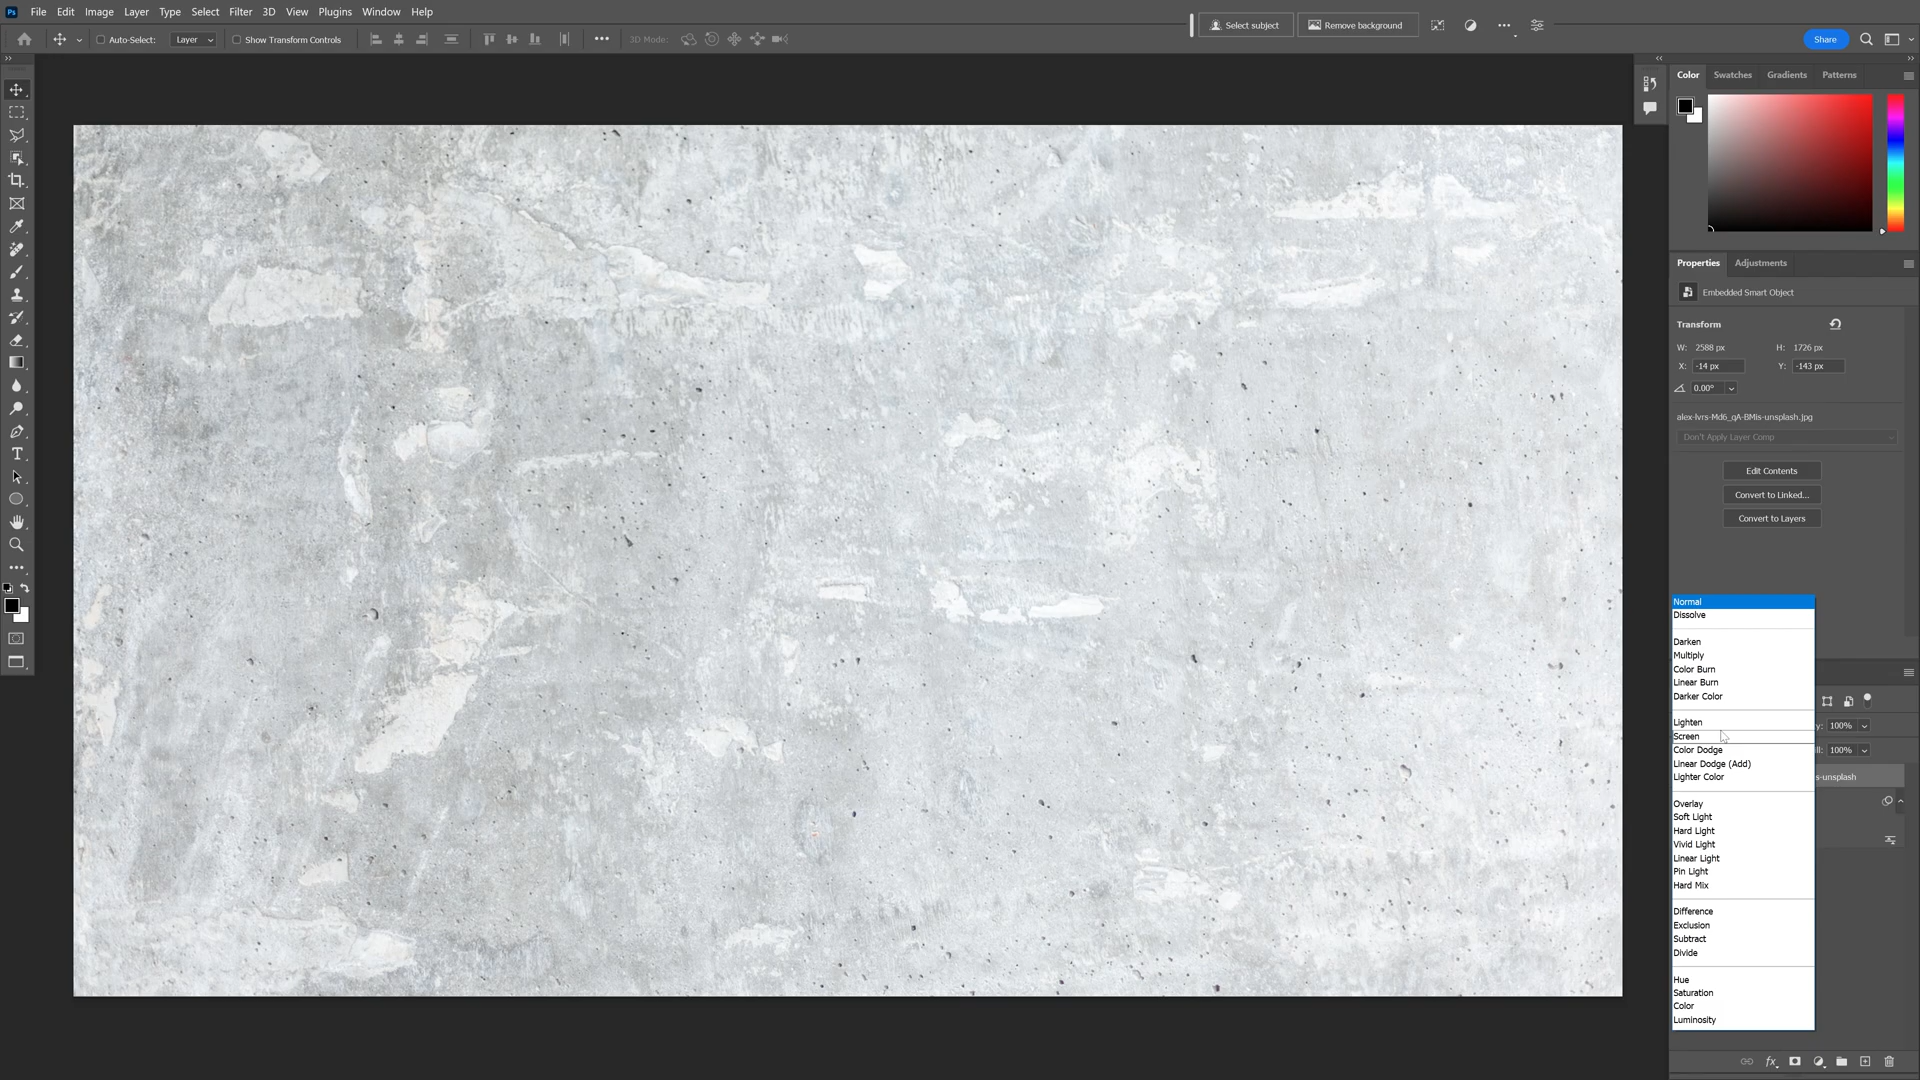 Ps File Edit Image Layer Type Select Filter 3D View Plugins Window Help
Select subject Remove background
Auto-Select: Layer Show Transform Controls 3D Mode: Share
Color Swatches Gradients Patterns
Properties Adjustments
Embedded Smart Object
Transform
W: 2588 px H: 1726 px
X: -14 px Y: -143 px
0.00°
alex-lvrs-Md6_qA-BMis-unsplash.jpg
Don't Apply Layer Comp
Edit Contents
Convert to Linked...
Convert to Layers
Normal
Dissolve
Darken
Multiply
Color Burn
Linear Burn
Darker Color
Lighten
100%
Screen
100%
Color Dodge
Linear Dodge (Add)
Lighter Color
s-unsplash
Overlay
Soft Light
Hard Light
Vivid Light
Linear Light
Pin Light
Hard Mix
Difference
Exclusion
Subtract
Divide
Hue
Saturation
Color
Luminosity
fx